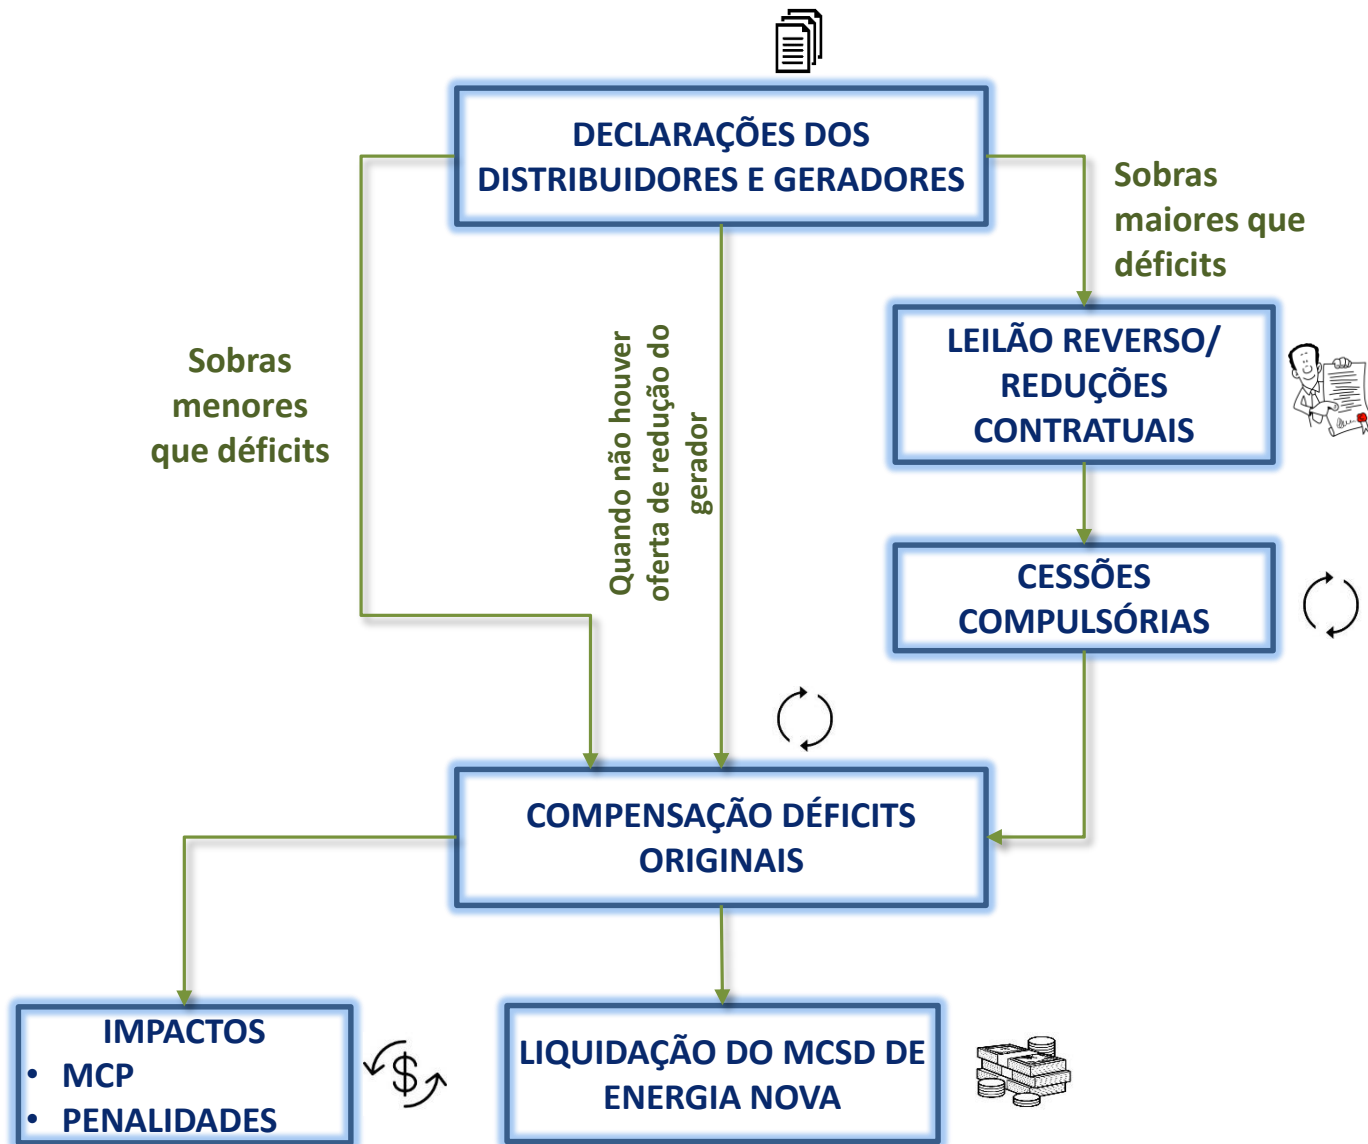 DECLARAÇÕES DOS
DISTRIBUIDORES E GERADORES
Sobras
maiores que
déficits
Sobras
menores
que déficits
Quando não houver
oferta de redução do
gerador
LEILÃO REVERSO/
REDUÇÕES
CONTRATUAIS
CESSÕES
COMPULSÓRIAS
COMPENSAÇÃO DÉFICITS
ORIGINAIS
IMPACTOS
• MCP
• PENALIDADES
LIQUIDAÇÃO DO MCSD DE
ENERGIA NOVA
$